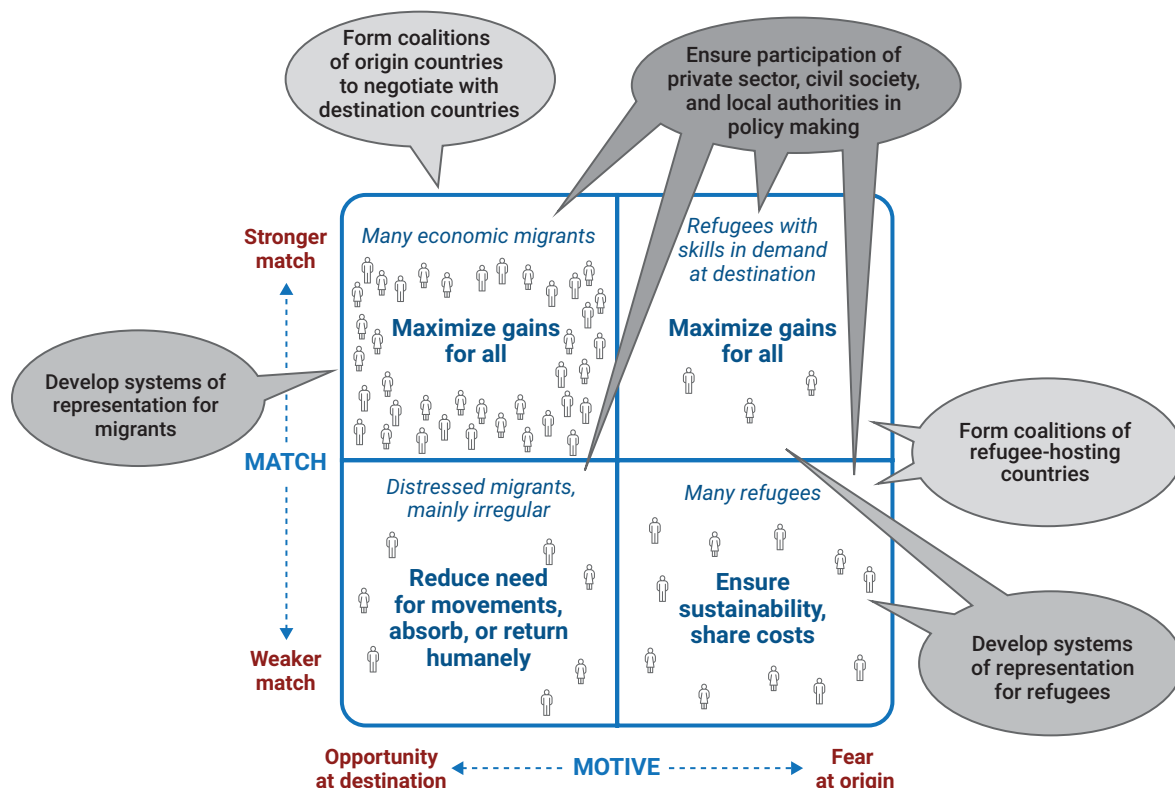 Form coalitions
of origin countries
to negotiate with
destination countries
Ensure participation of
private sector, civil society,
and local authorities in
policy making
Stronger
match
Many economic migrants
Maximize gains
for all
Refugees with
skills in demand
at destination
Maximize gains
for all
Develop systems of
representation for
migrants
MATCH
Form coalitions of
refugee-hosting
countries
Distressed migrants,
mainly irregular
Reduce need
for movements,
absorb, or return
humanely
Many refugees
Ensure
sustainability,
share costs
Weaker
match
Develop systems
of representation
for refugees
Opportunity
at destination
MOTIVE
Fear
at origin